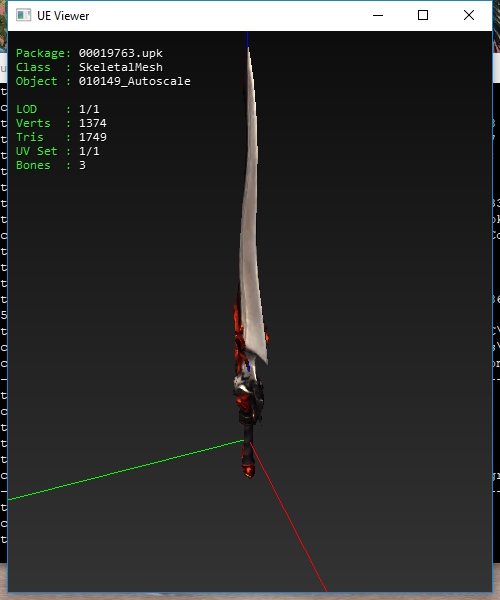 UE Viewer
Package: 00019763.upk
Class : SkeletalMesh
Object : 010149_Autoscale
LOD : 1/1
Verts : 1374
Tris : 1749
UV Set : 1/1
Bones : 3